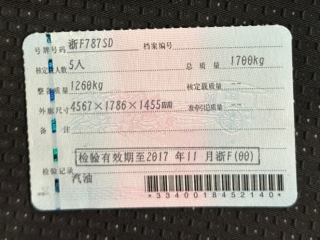 号牌号码 浙F787SD 档案编号
核定载人数 5人 总质量 1700kg
整备质量 1260kg 核定载质量 --
外廓尺寸 4567×1786×1455mm 准牵引总质量 --
备注
检验有效期至2017 年11 月浙F(00)
检验记录
汽油
3340018452140